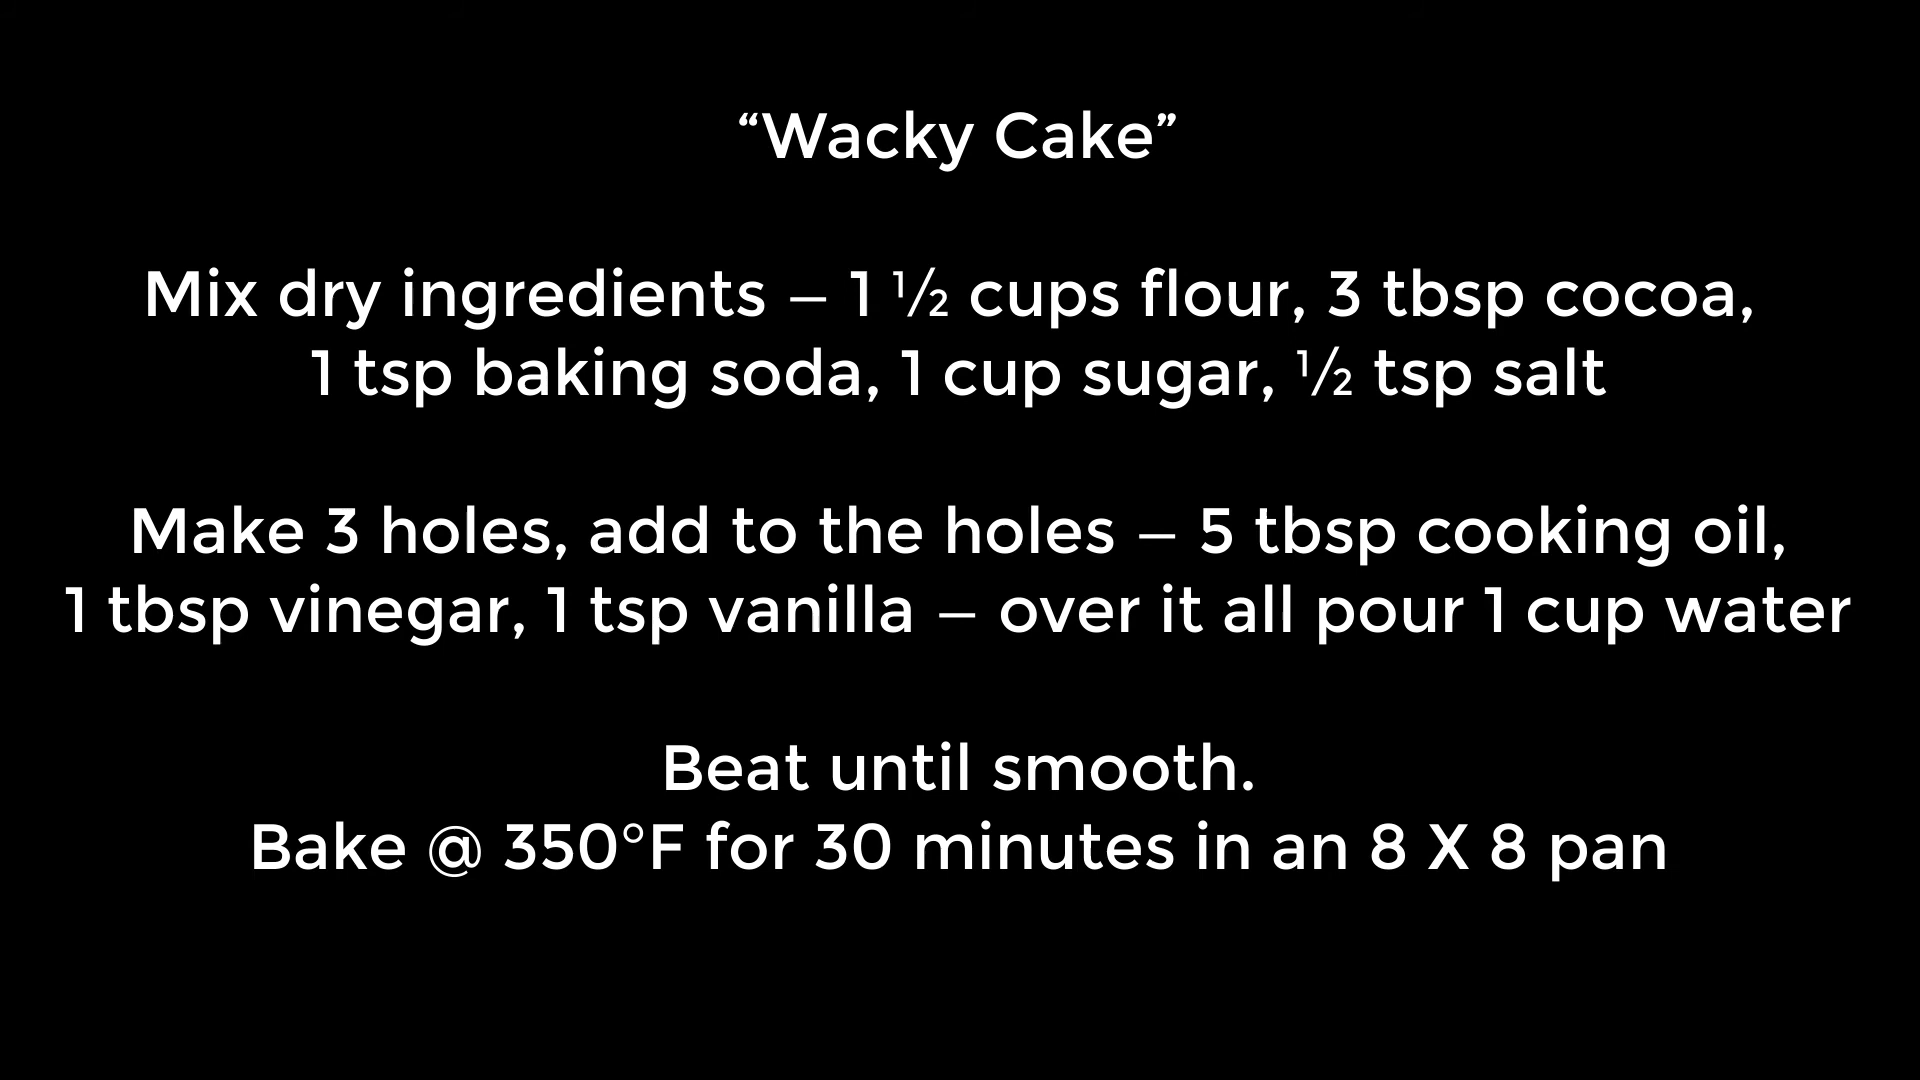 “Wacky Cake”
Mix dry ingredients – 1 ½ cups flour, 3 tbsp cocoa,
1 tsp baking soda, 1 cup sugar, ½ tsp salt
Make 3 holes, add to the holes – 5 tbsp cooking oil,
1 tbsp vinegar, 1 tsp vanilla – over it all pour 1 cup water
Beat until smooth.
Bake @ 350°F for 30 minutes in an 8 X 8 pan